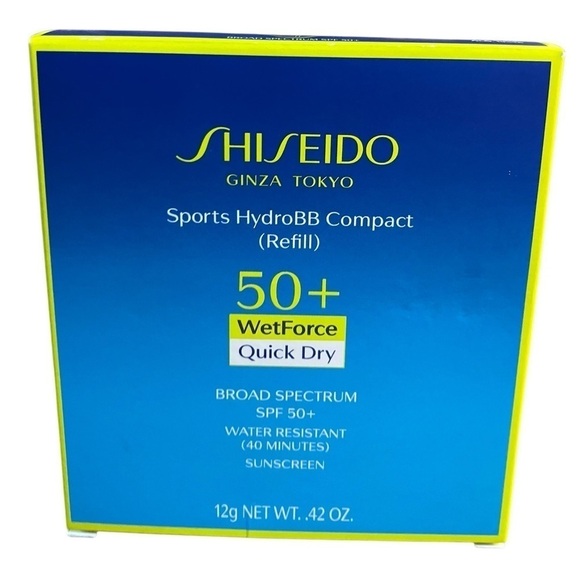 SHISEIDO
GINZA TOKYO
Sports HydroBB Compact
(Refill)
50+
WetForce
Quick Dry
BROAD SPECTRUM
SPF 50+
WATER RESISTANT
(40 MINUTES)
SUNSCREEN
12g NET WT. .42 OZ.